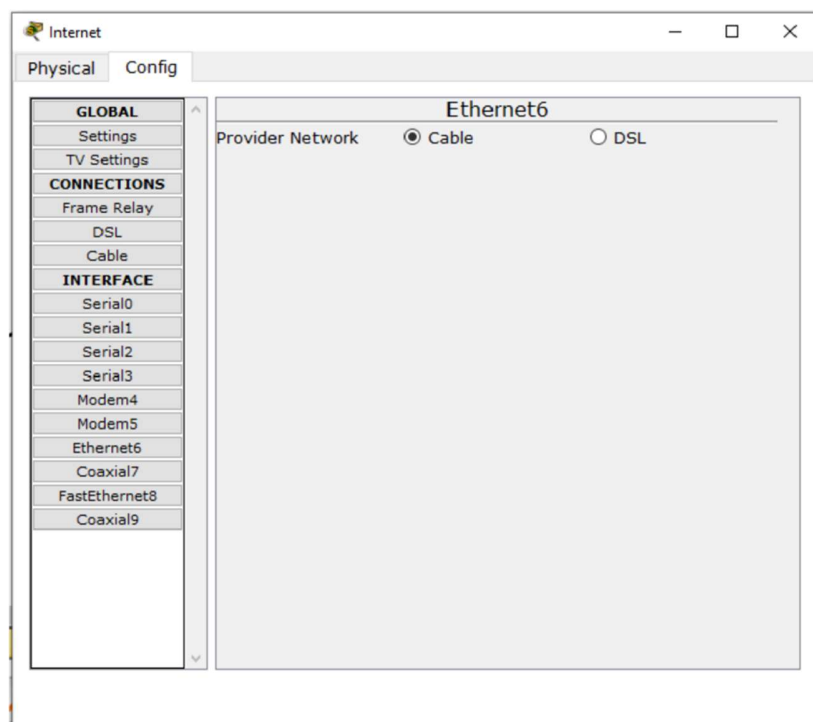 Internet
Physical Config
GLOBAL
Settings
TV Settings
CONNECTIONS
Frame Relay
DSL
Cable
INTERFACE
Serial0
Serial1
Serial2
Serial3
Modem4
Modem5
Ethernet6
Coaxial7
FastEthernet8
Coaxial9
Ethernet6
Provider Network Cable DSL